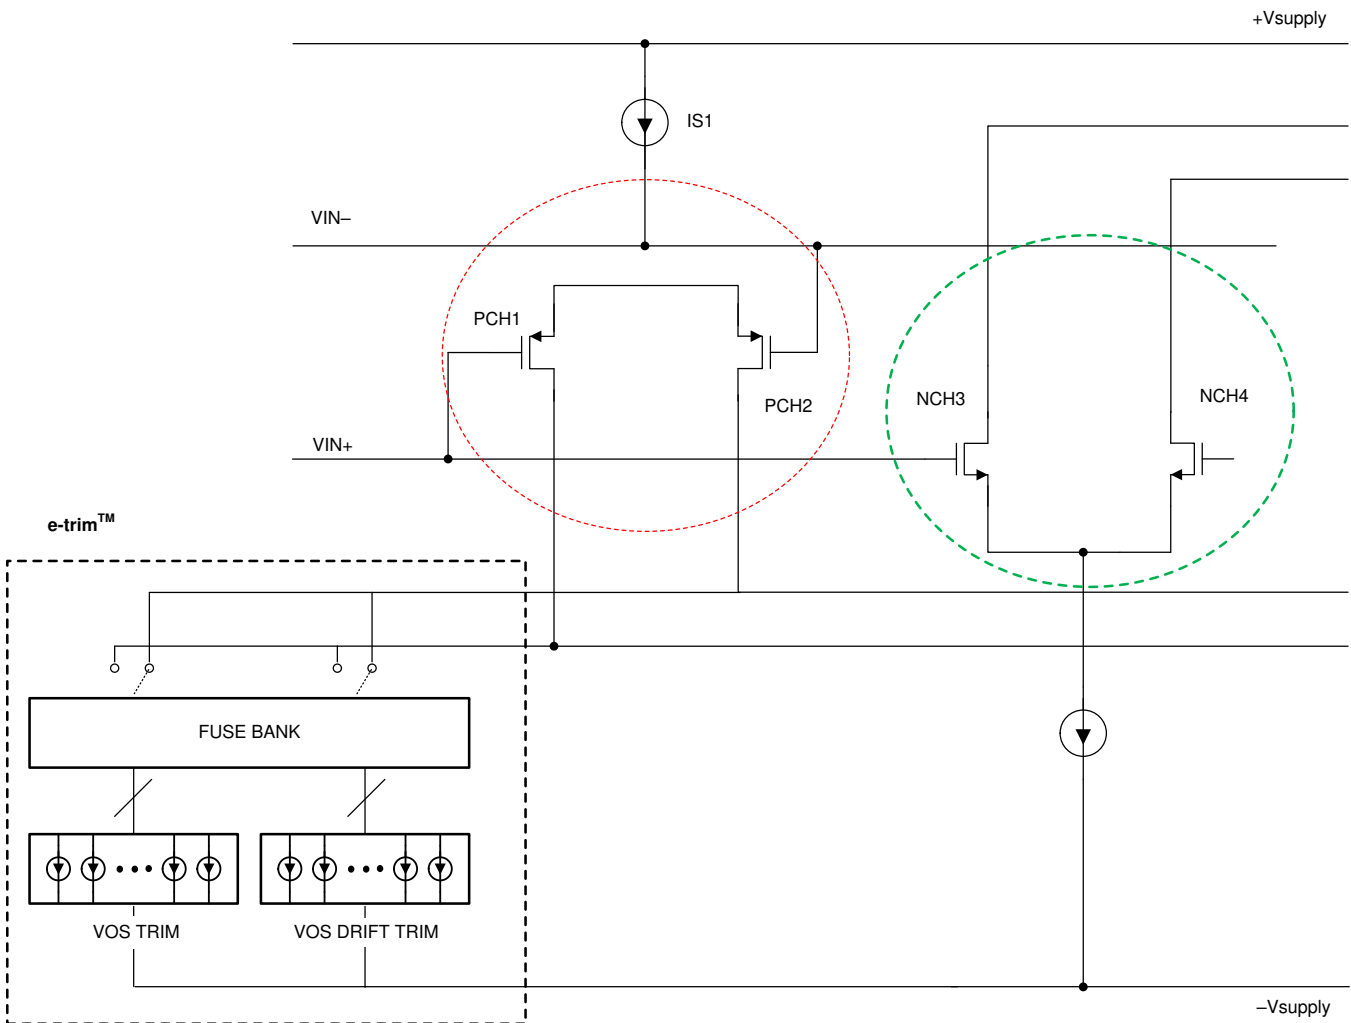 +Vsupply
IS1
VIN–
PCH1
PCH2
NCH3
NCH4
VIN+
e-trim™
FUSE BANK
VOS TRIM
VOS DRIFT TRIM
–Vsupply